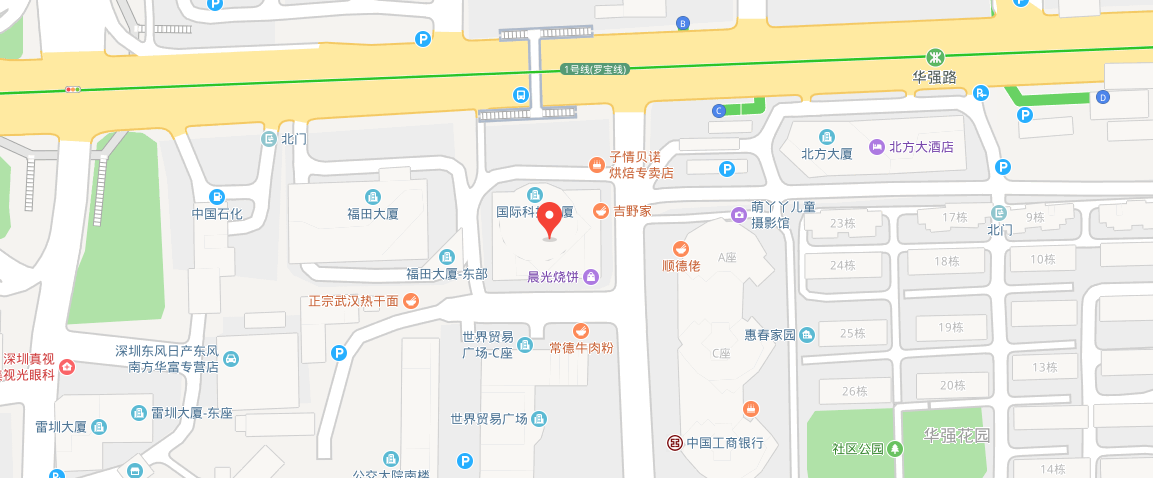 B
1号线(罗宝线)
华强路
C
D
北门
子情贝诺
烘焙专卖店
北方大厦
北方大酒店
中国石化
福田大厦
国际科技大厦
吉野家
萌丫丫儿童
摄影馆
23栋
17栋
9栋
北门
顺德佬
A座
24栋
18栋
10栋
福田大厦-东部
晨光烧饼
正宗武汉热干面
世界贸易
广场-C座
常德牛肉粉
惠春家园
25栋
19栋
深圳东风日产东风
南方华富专营店
深圳真视
视光眼科
C座
13栋
26栋
20栋
雷圳大厦
雷圳大厦-东座
世界贸易广场
中国工商银行
社区公园
华强花园
公交大院南楼
14栋